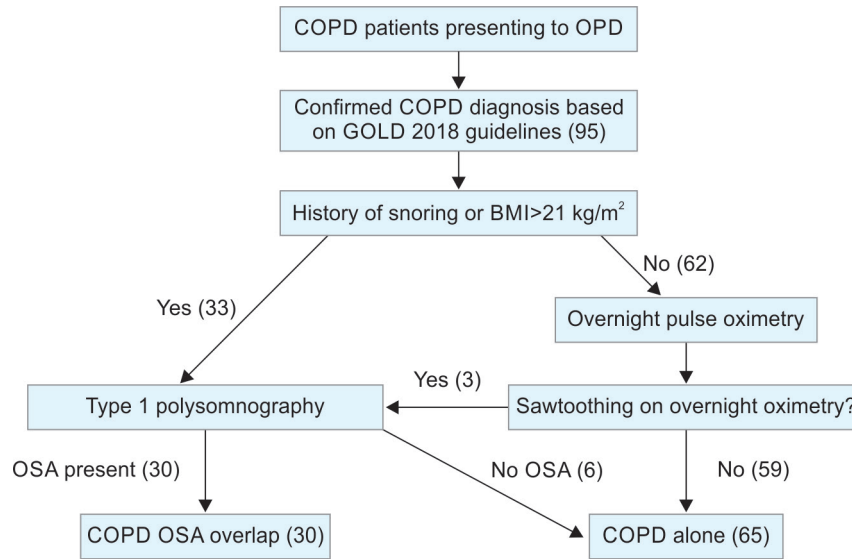 COPD patients presenting to OPD
Confirmed COPD diagnosis based
on GOLD 2018 guidelines (95)
History of snoring or BMI>21 kg/m²
No (62)
Yes (33)
Overnight pulse oximetry
Yes (3)
Type 1 polysomnography
Sawtoothing on overnight oximetry?
OSA present (30)
No OSA (6)
No (59)
COPD OSA overlap (30)
COPD alone (65)